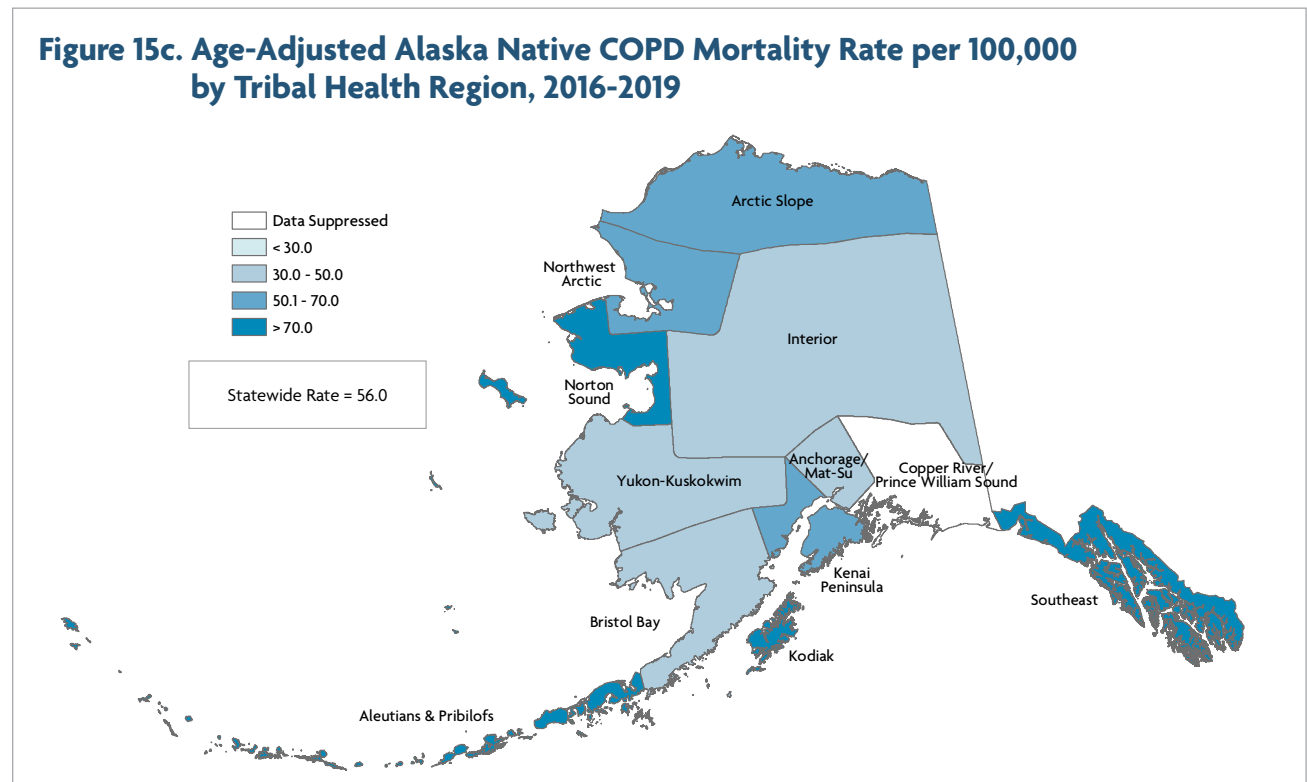 Figure 15c. Age-Adjusted Alaska Native COPD Mortality Rate per 100,000
by Tribal Health Region, 2016-2019
Data Suppressed
< 30.0
30.0 - 50.0
50.1 - 70.0
> 70.0
Statewide Rate = 56.0
Arctic Slope
Northwest
Arctic
Interior
Norton
Sound
Anchorage/
Mat-Su
Copper River/
Prince William Sound
Yukon-Kuskokwim
Kenai
Peninsula
Southeast
Bristol Bay
Kodiak
Aleutians & Pribilofs